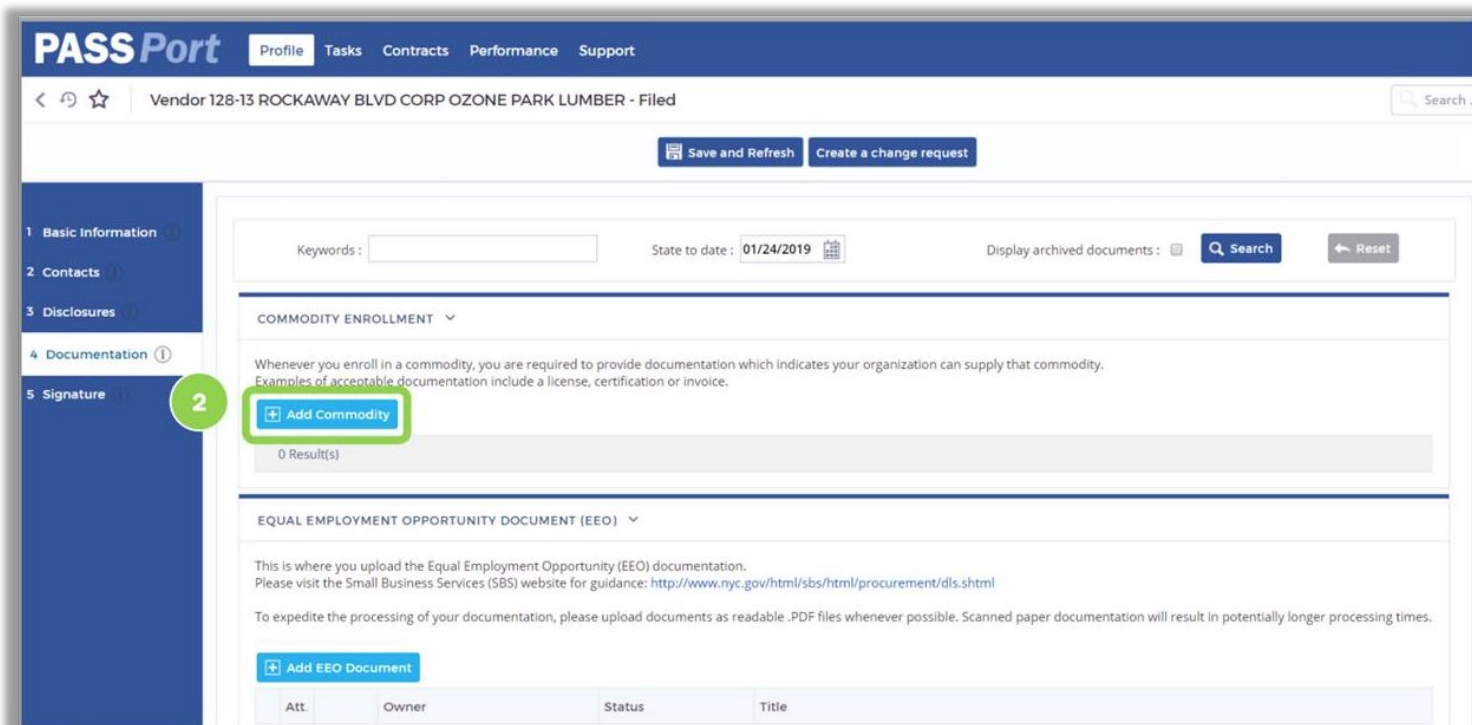 PASSPort Profile Tasks Contracts Performance Support
Vendor 128-13 ROCKAWAY BLVD CORP OZONE PARK LUMBER - Filed
Search .
Save and Refresh Create a change request
1 Basic Information
2 Contacts
3 Disclosures
4 Documentation
5 Signature
Keywords : State to date : 01/24/2019 Display archived documents : Search Reset
COMMODITY ENROLLMENT
Whenever you enroll in a commodity, you are required to provide documentation which indicates your organization can supply that commodity.
Examples of acceptable documentation include a license, certification or invoice.
2
Add Commodity
0 Result(s)
EQUAL EMPLOYMENT OPPORTUNITY DOCUMENT (EEO)
This is where you upload the Equal Employment Opportunity (EEO) documentation.
Please visit the Small Business Services (SBS) website for guidance: http://www.nyc.gov/html/sbs/html/procurement/dls.shtml
To expedite the processing of your documentation, please upload documents as readable .PDF files whenever possible. Scanned paper documentation will result in potentially longer processing times.
Add EEO Document
Att. Owner Status Title